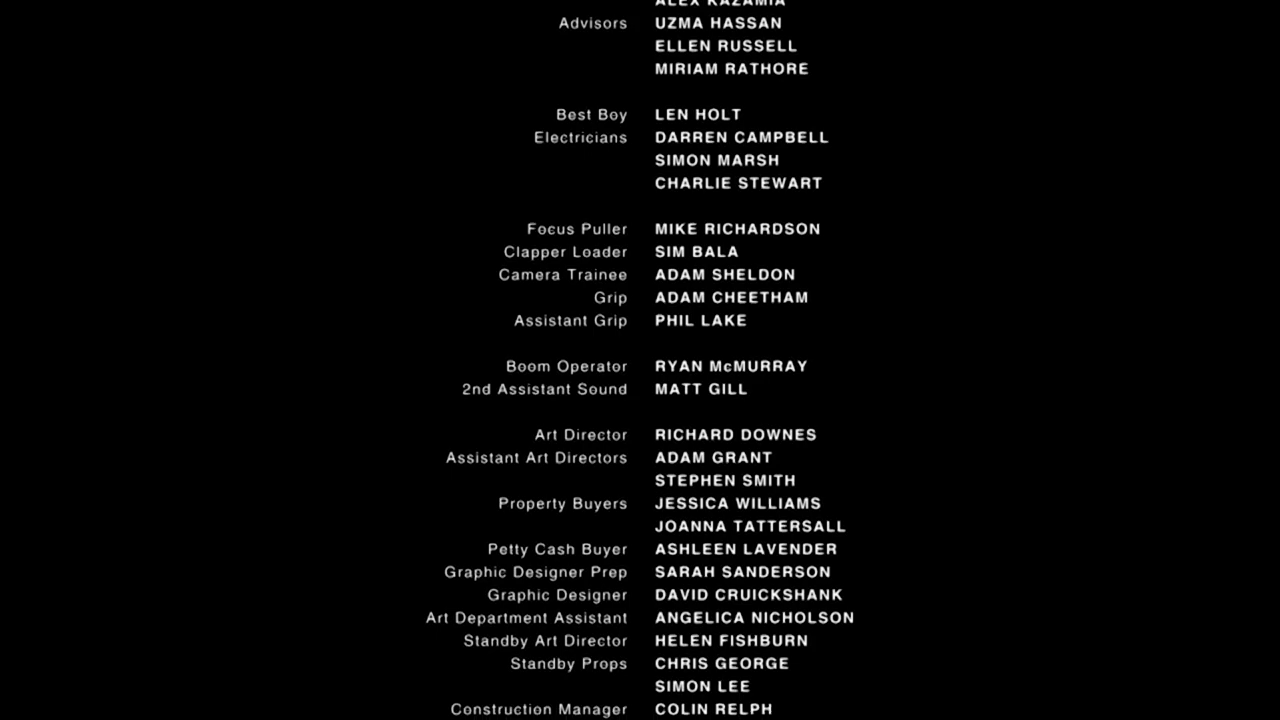 ALEX KAZAMIA
Advisors UZMA HASSAN
ELLEN RUSSELL
MIRIAM RATHORE
Best Boy LEN HOLT
Electricians DARREN CAMPBELL
SIMON MARSH
CHARLIE STEWART
Focus Puller MIKE RICHARDSON
Clapper Loader SIM BALA
Camera Trainee ADAM SHELDON
Grip ADAM CHEETHAM
Assistant Grip PHIL LAKE
Boom Operator RYAN McMURRAY
2nd Assistant Sound MATT GILL
Art Director RICHARD DOWNES
Assistant Art Directors ADAM GRANT
STEPHEN SMITH
Property Buyers JESSICA WILLIAMS
JOANNA TATTERSALL
Petty Cash Buyer ASHLEEN LAVENDER
Graphic Designer Prep SARAH SANDERSON
Graphic Designer DAVID CRUICKSHANK
Art Department Assistant ANGELICA NICHOLSON
Standby Art Director HELEN FISHBURN
Standby Props CHRIS GEORGE
SIMON LEE
Construction Manager COLIN RELPH